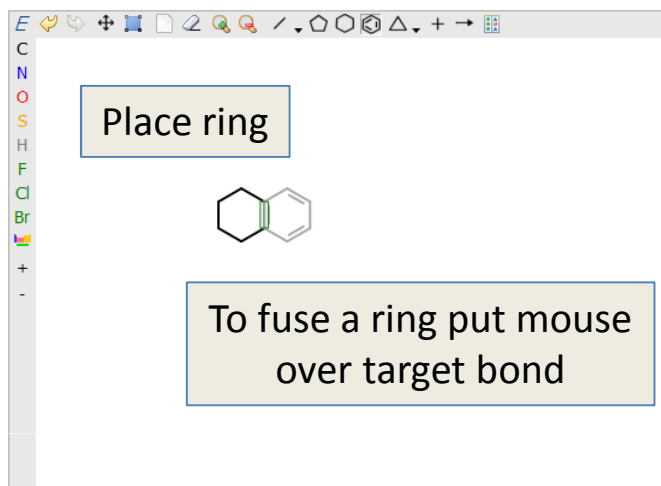 E
C
N
O
S
H
F
Cl
Br
+
-
Place ring
To fuse a ring put mouse
over target bond